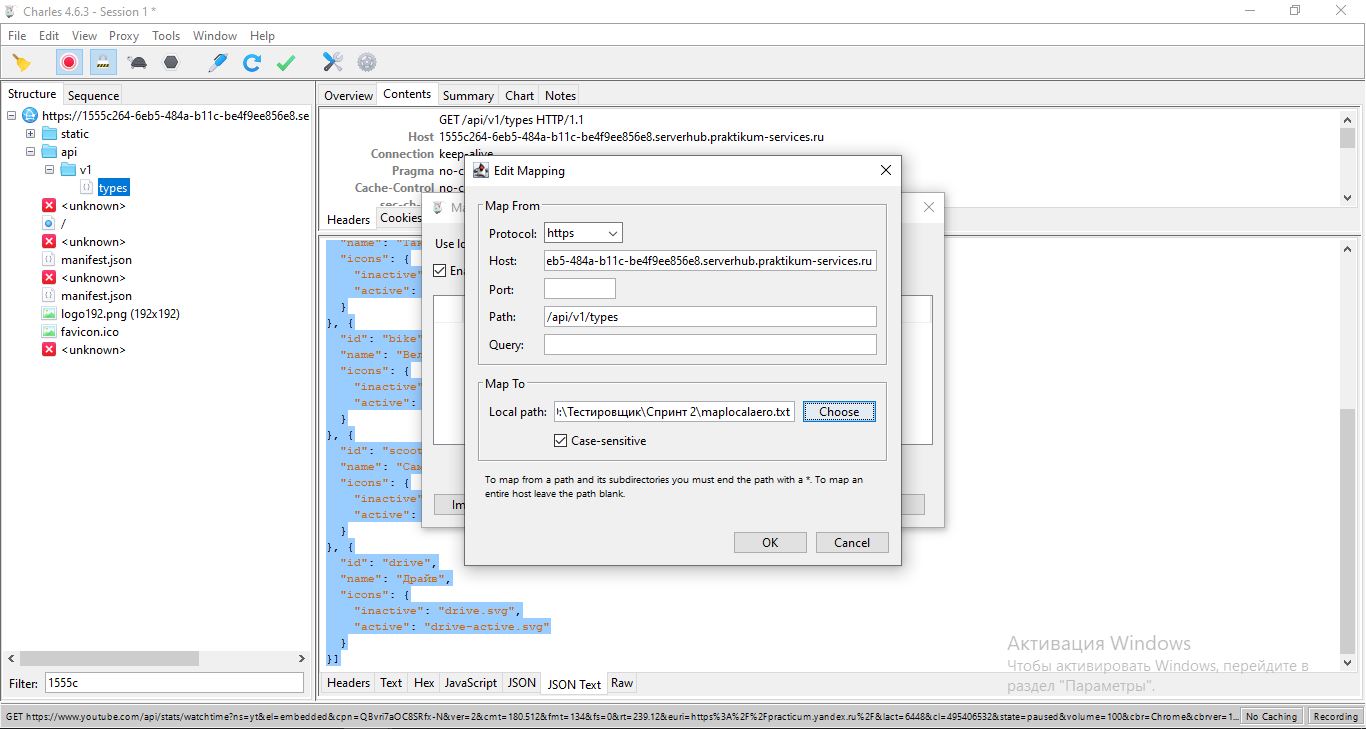 Charles 4.6.3 - Session 1 *
File Edit View Proxy Tools Window Help
Structure Sequence
https://1555c264-6eb5-484a-b11c-be4f9ee856e8.se
static
api
v1
types
<unknown>
/
<unknown>
manifest.json
<unknown>
manifest.json
logo192.png (192x192)
favicon.ico
<unknown>
Filter: 1555c
Overview Contents Summary Chart Notes
GET /api/v1/types HTTP/1.1
Host 1555c264-6eb5-484a-b11c-be4f9ee856e8.serverhub.praktikum-services.ru
Connection keep-alive
Pragma no-c
Cache-Control no-c
sec-ch-
Headers Cookies
"name": "Так
"icons": {
"inactive"
"active":
}
}, {
"id": "bike"
"name": "Вел
"icons": {
"inactive"
"active":
}
}, {
"id": "scoot
"name": "Сам
"icons": {
"inactive"
"active":
}
}, {
"id": "drive",
"name": "Драйв",
"icons": {
"inactive": "drive.svg",
"active": "drive-active.svg"
}
}]
Ma
Use lo
Ena
Im
Edit Mapping
Map From
Protocol: https
Host: eb5-484a-b11c-be4f9ee856e8.serverhub.praktikum-services.ru
Port:
Path: /api/v1/types
Query:
Map To
Local path: :\Тестировщик\Спринт 2\maplocalaero.txt Choose
Case-sensitive
To map from a path and its subdirectories you must end the path with a *. To map an
entire host leave the path blank.
OK Cancel
Активация Windows
Чтобы активировать Windows, перейдите в
раздел "Параметры".
Headers Text Hex JavaScript JSON JSON Text Raw
GET https://www.youtube.com/api/stats/watchtime?ns=yt&el=embedded&cpn=QBvri7aOC8SRfx-N&ver=2&cmt=180.512&fmt=134&fs=0&rt=239.12&euri=https%3A%2F%2Fpracticum.yandex.ru%2F&lact=6448&cl=495406532&state=paused&volume=100&cbr=Chrome&cbrver=1... No Caching Recording